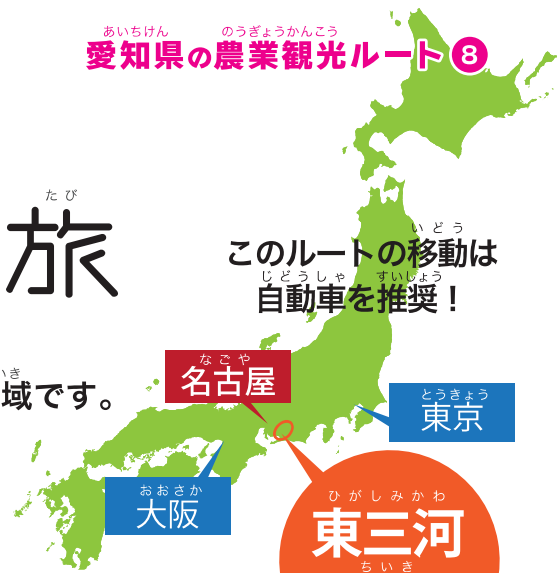 あいちけん のうぎょうかんこう
愛知県の農業観光ルート8
たび
旅
いどう
このルートの移動は
じどうしゃ すいしょう
自動車を推奨！
いき
域です。
なごや
名古屋
とうきょう
東京
おおさか
大阪
ひがしみかわ
東三河
ちいき